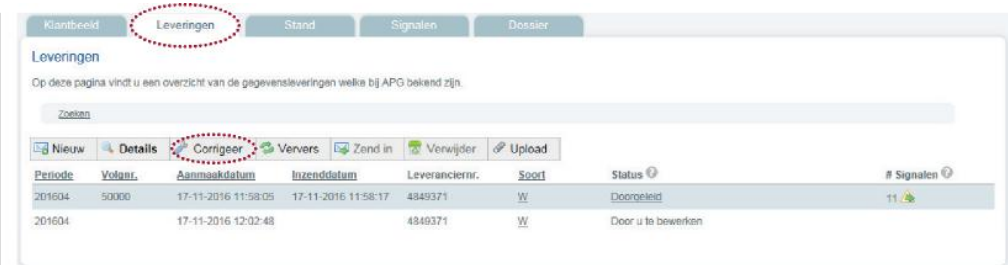 Klantbeeld Leveringen Stand Signalen Dossier
Leveringen
Op deze pagina vindt u een overzicht van de gegevensleveringen welke bij APG bekend zijn.
Zoeken
Nieuw Details Corrigeer Ververs Zend in Verwijder Upload
Periode Volgnr. Aanmaakdatum Inzenddatum Leveranciernr. Soort Status # Signalen
201604 50000 17-11-2016 11:58:05 17-11-2016 11:58:17 4849371 W Doorgeleid 11
201604 17-11-2016 12:02:48 4849371 W Door u te bewerken